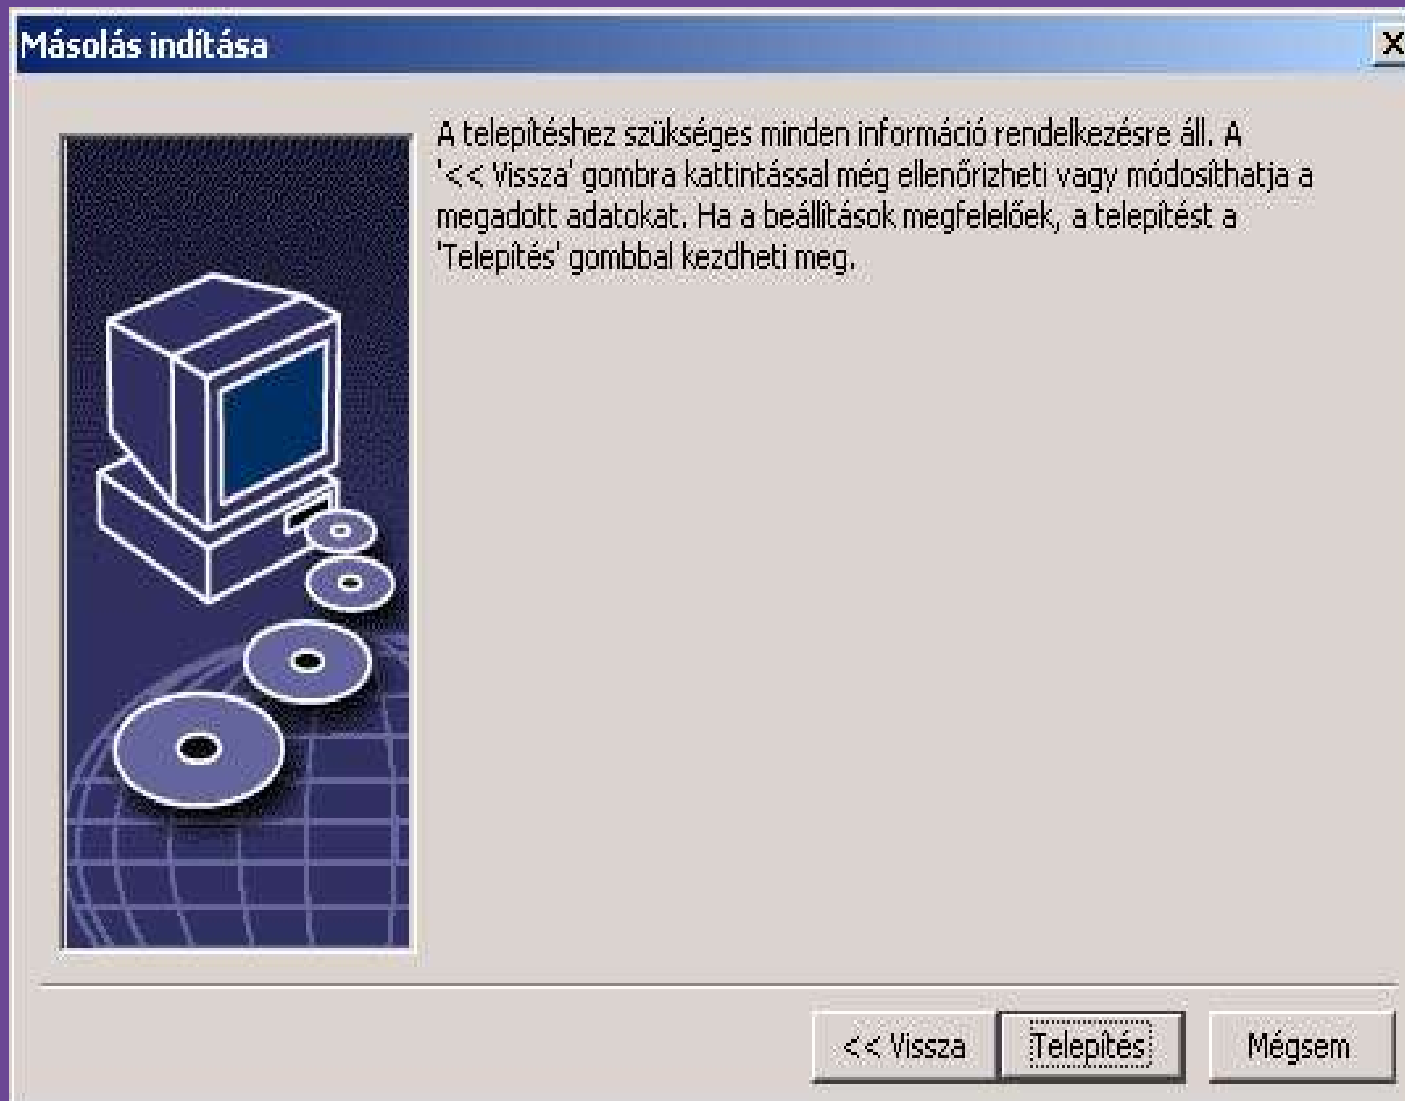 Másolás indítása
A telepítéshez szükséges minden információ rendelkezésre áll. A
'<< Vissza' gombra kattintással még ellenőrizheti vagy módosíthatja a
megadott adatokat. Ha a beállítások megfelelőek, a telepítést a
'Telepítés' gombbal kezdheti meg.
<< Vissza Telepítés Mégsem